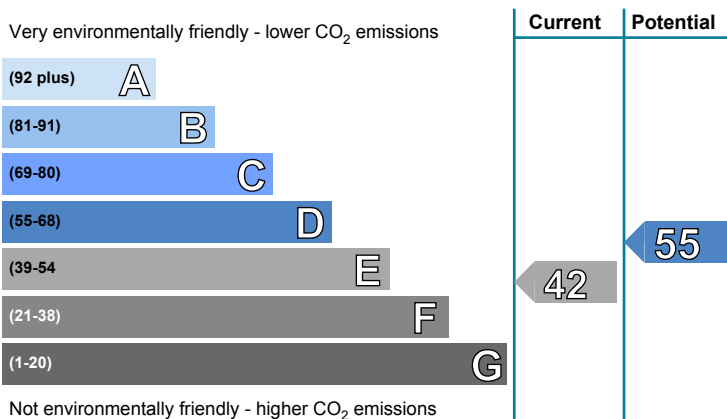 Very environmentally friendly - lower CO2 emissions
Current
Potential
(92 plus) A
(81-91) B
(69-80) C
(55-68) D
55
(39-54 E
42
(21-38) F
(1-20) G
Not environmentally friendly - higher CO2 emissions